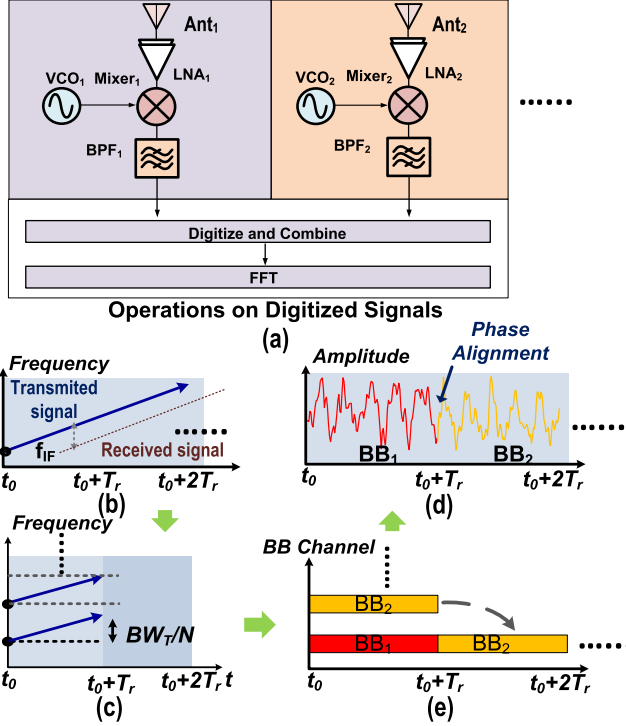 Ant1
Ant2
VCO1
Mixer1
LNA1
VCO2
Mixer2
LNA2
BPF1
BPF2
Digitize and Combine
FFT
Operations on Digitized Signals
(a)
Frequency
Transmited
signal
fIF
Received signal
t0
t0+Tr
t0+2Tr
(b)
Amplitude
Phase
Alignment
BB1
BB2
t0
t0+Tr
t0+2Tr
(d)
Frequency
BWT/N
t0
t0+Tr
t0+2Tr t
(c)
BB Channel
BB2
BB1
BB2
t0
t0+Tr
t0+2Tr
(e)